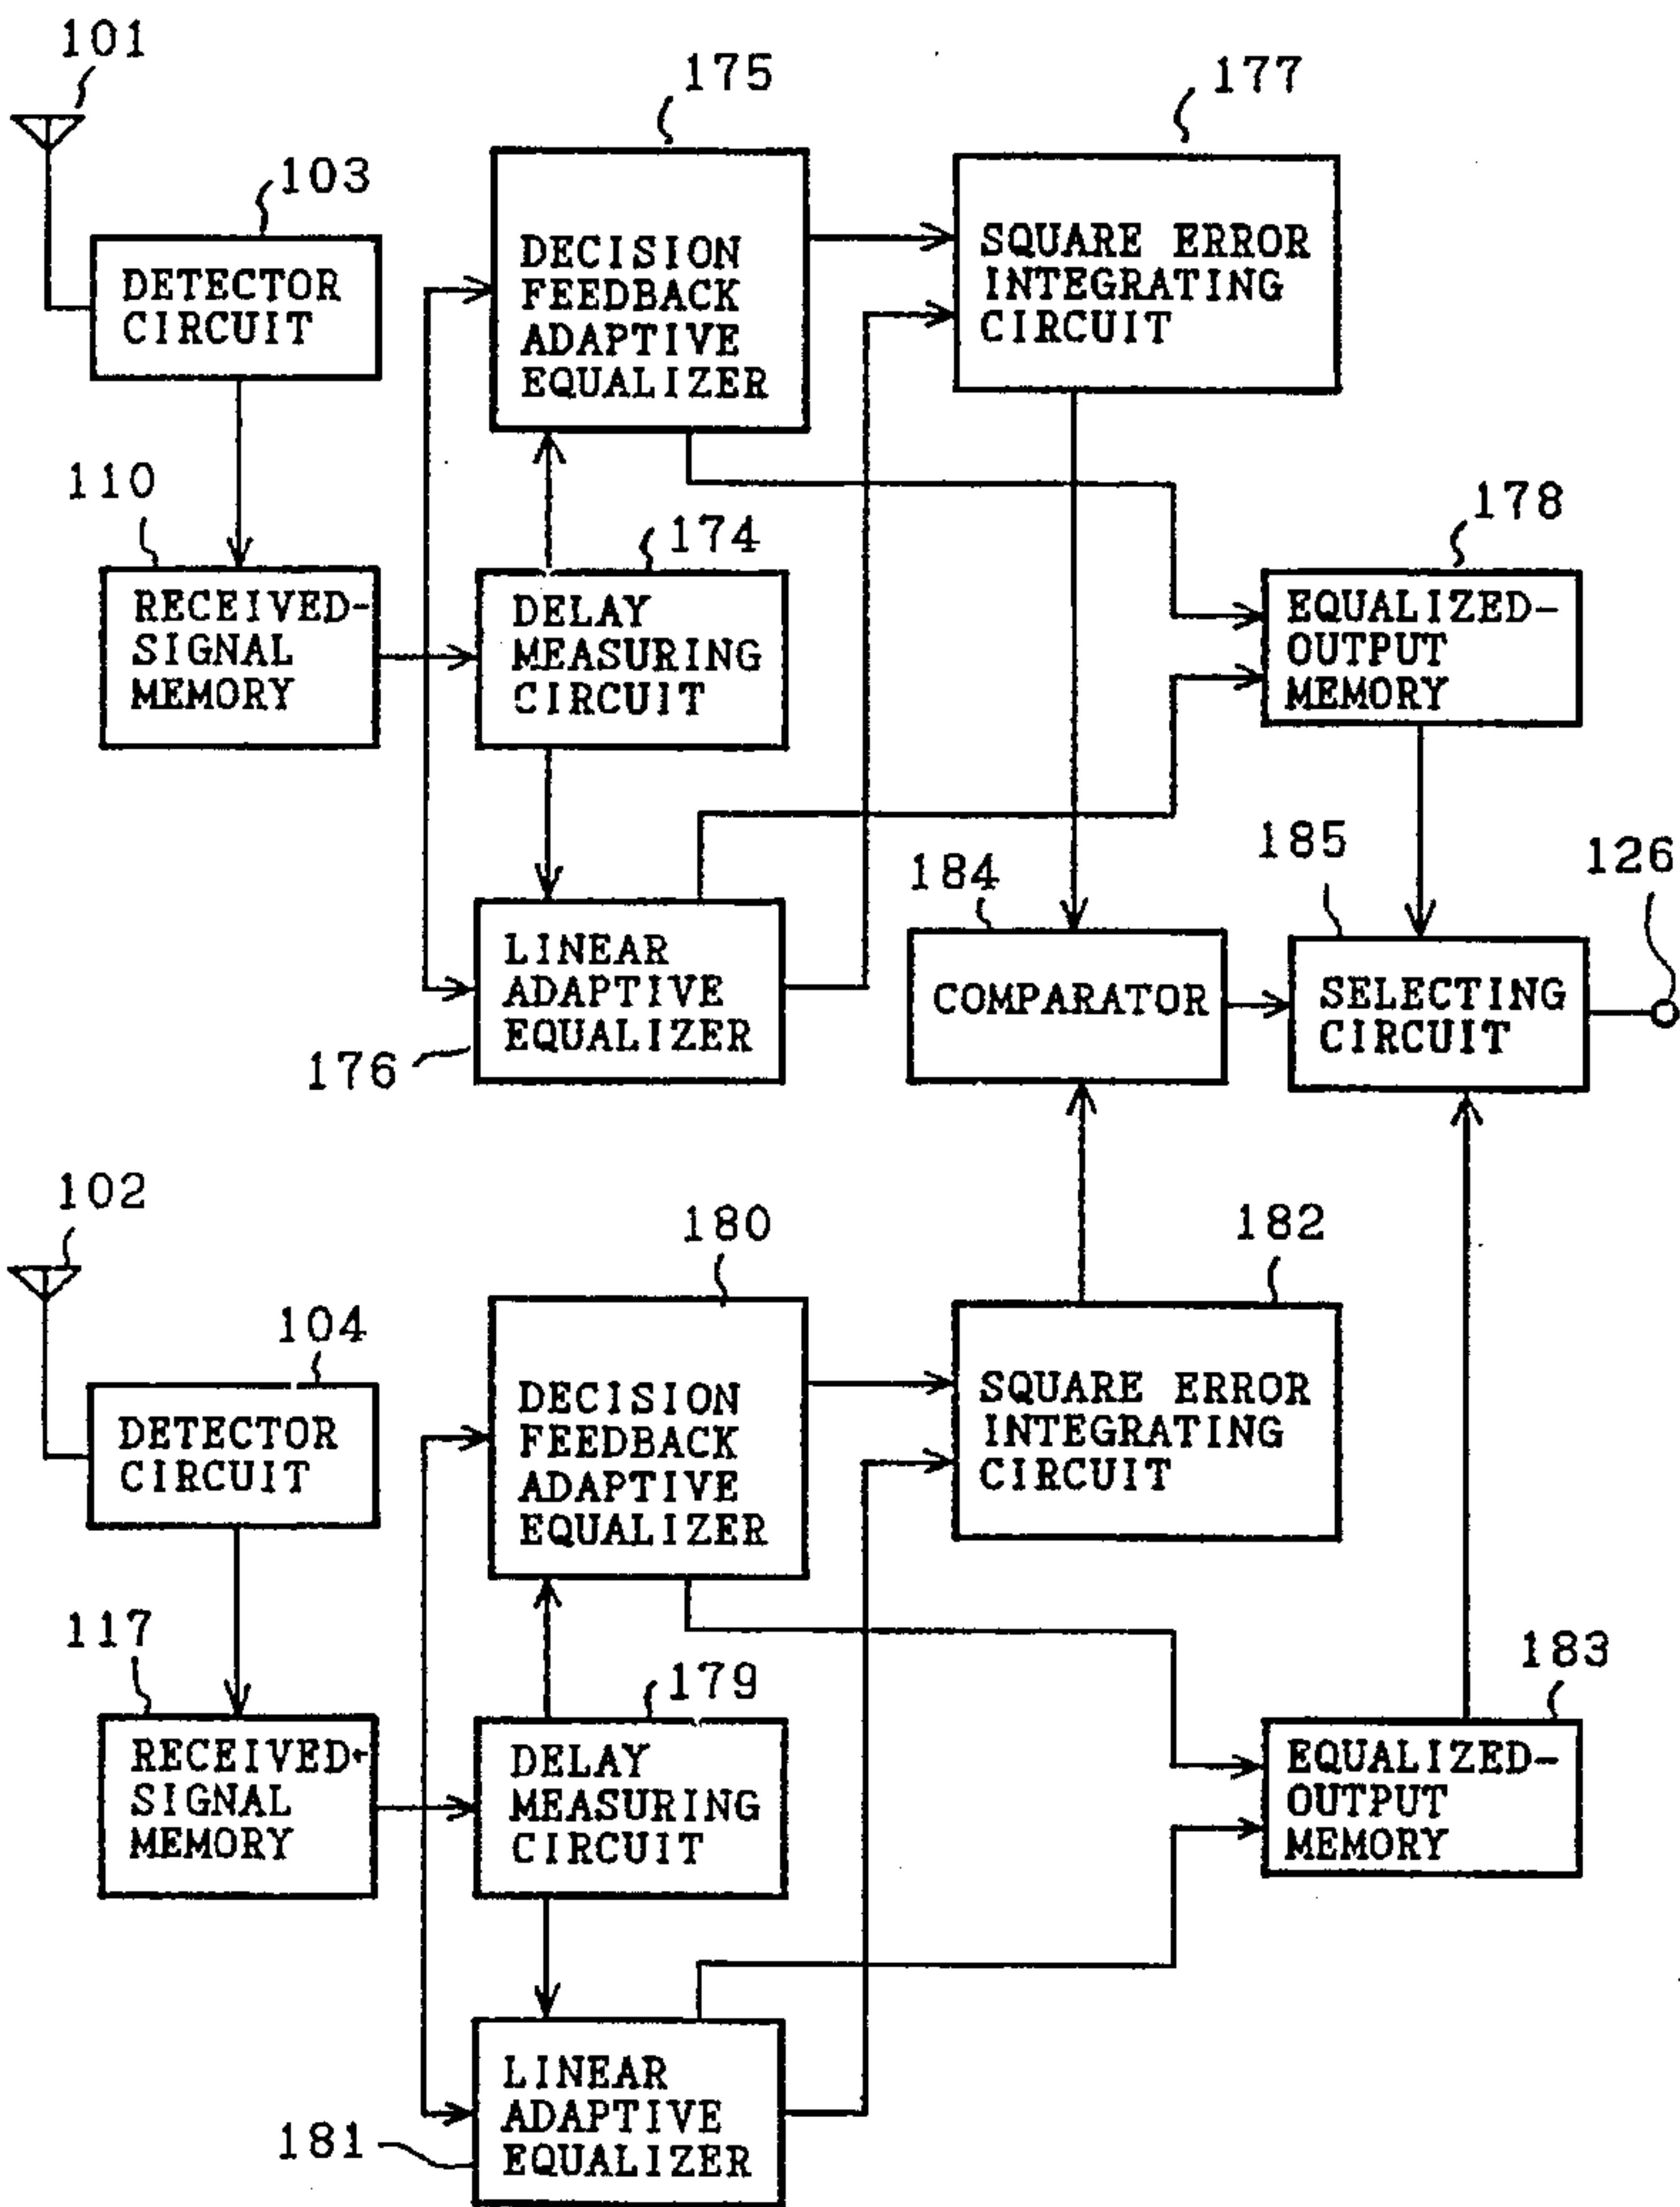 101
175
177
103
DETECTOR
CIRCUIT
DECISION
FEEDBACK
ADAPTIVE
EQUALIZER
SQUARE ERROR
INTEGRATING
CIRCUIT
110
174
178
RECEIVED-
SIGNAL
MEMORY
DELAY
MEASURING
CIRCUIT
EQUALIZED-
OUTPUT
MEMORY
184
185
126
LINEAR
ADAPTIVE
EQUALIZER
176
COMPARATOR
SELECTING
CIRCUIT
102
180
182
104
DETECTOR
CIRCUIT
DECISION
FEEDBACK
ADAPTIVE
EQUALIZER
SQUARE ERROR
INTEGRATING
CIRCUIT
117
179
183
RECEIVED-
SIGNAL
MEMORY
DELAY
MEASURING
CIRCUIT
EQUALIZED-
OUTPUT
MEMORY
LINEAR
ADAPTIVE
EQUALIZER
181